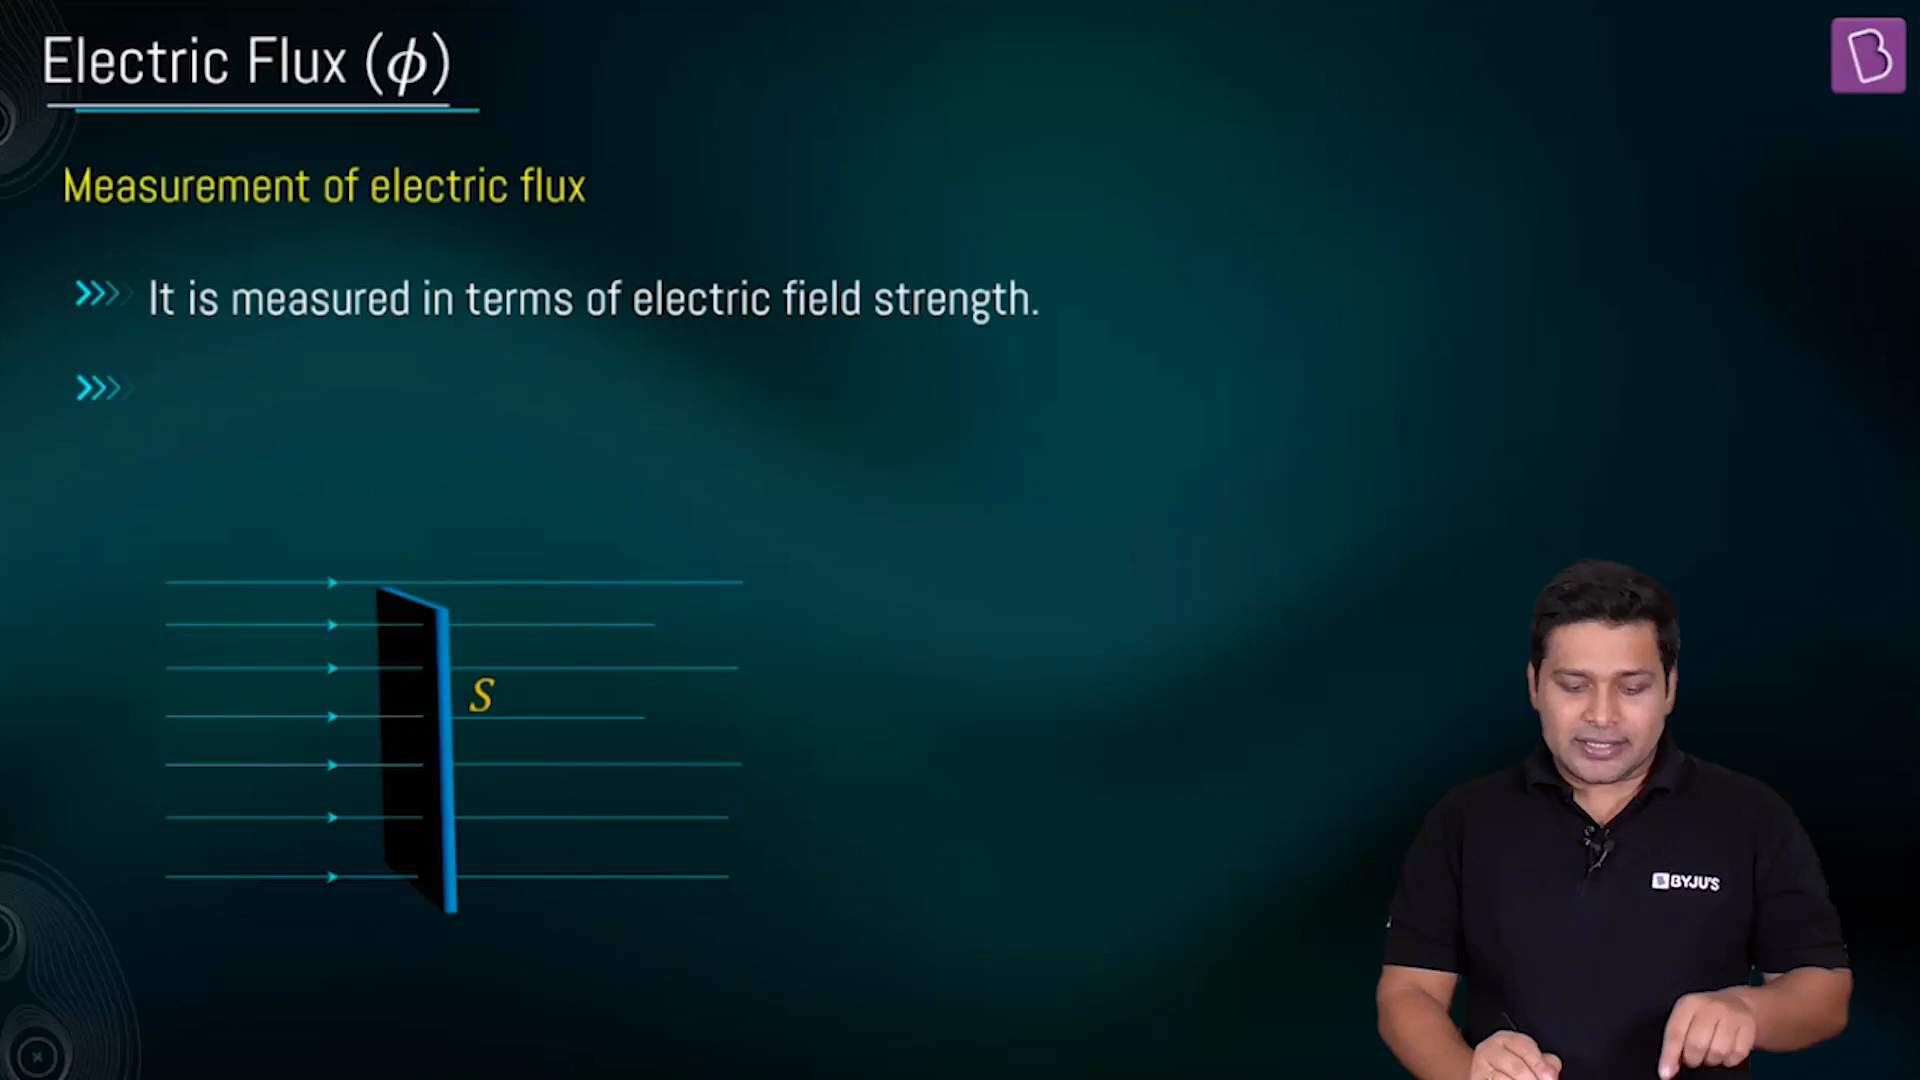 Electric Flux (ϕ)
Measurement of electric flux
It is measured in terms of electric field strength.
S
BYJU'S